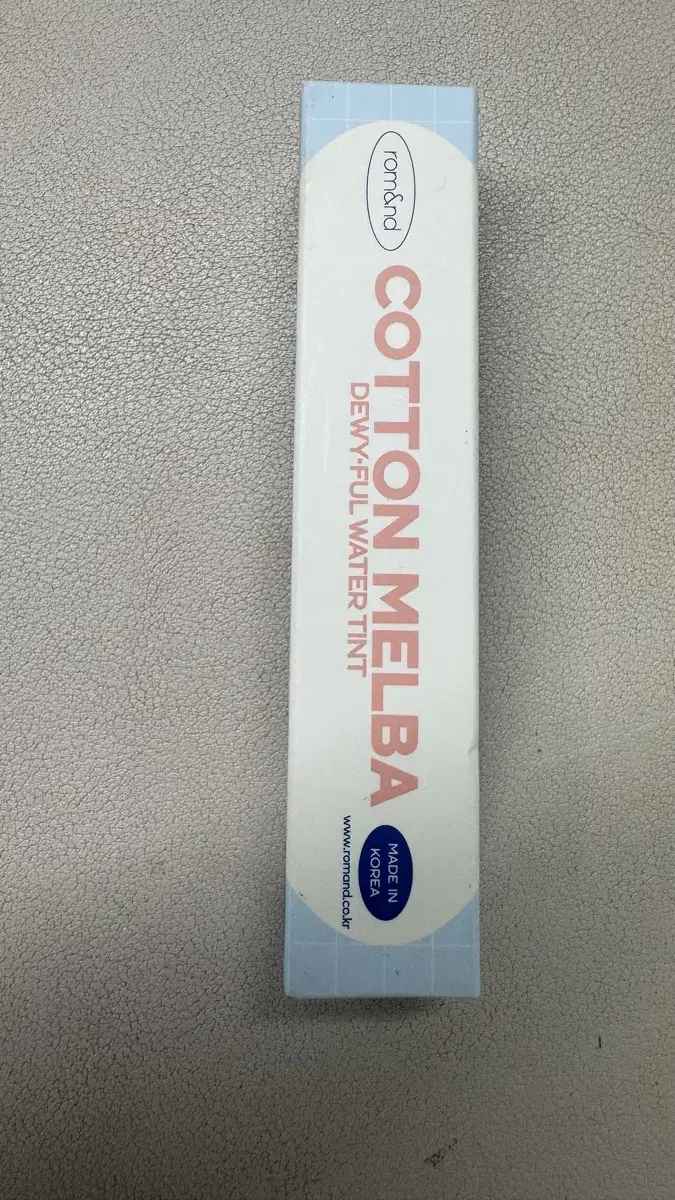 rom&nd
COTTON MELBA
DEWY·FUL WATER TINT
MADE IN
KOREA
www.romand.co.kr